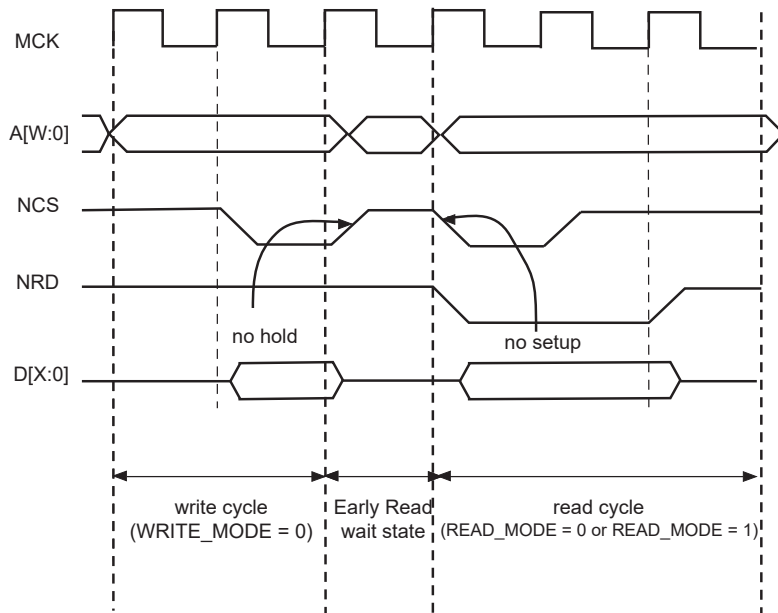 MCK
A[W:0]
NCS
NRD
no hold
no setup
D[X:0]
write cycle
(WRITE_MODE = 0)
Early Read
wait state
read cycle
(READ_MODE = 0 or READ_MODE = 1)